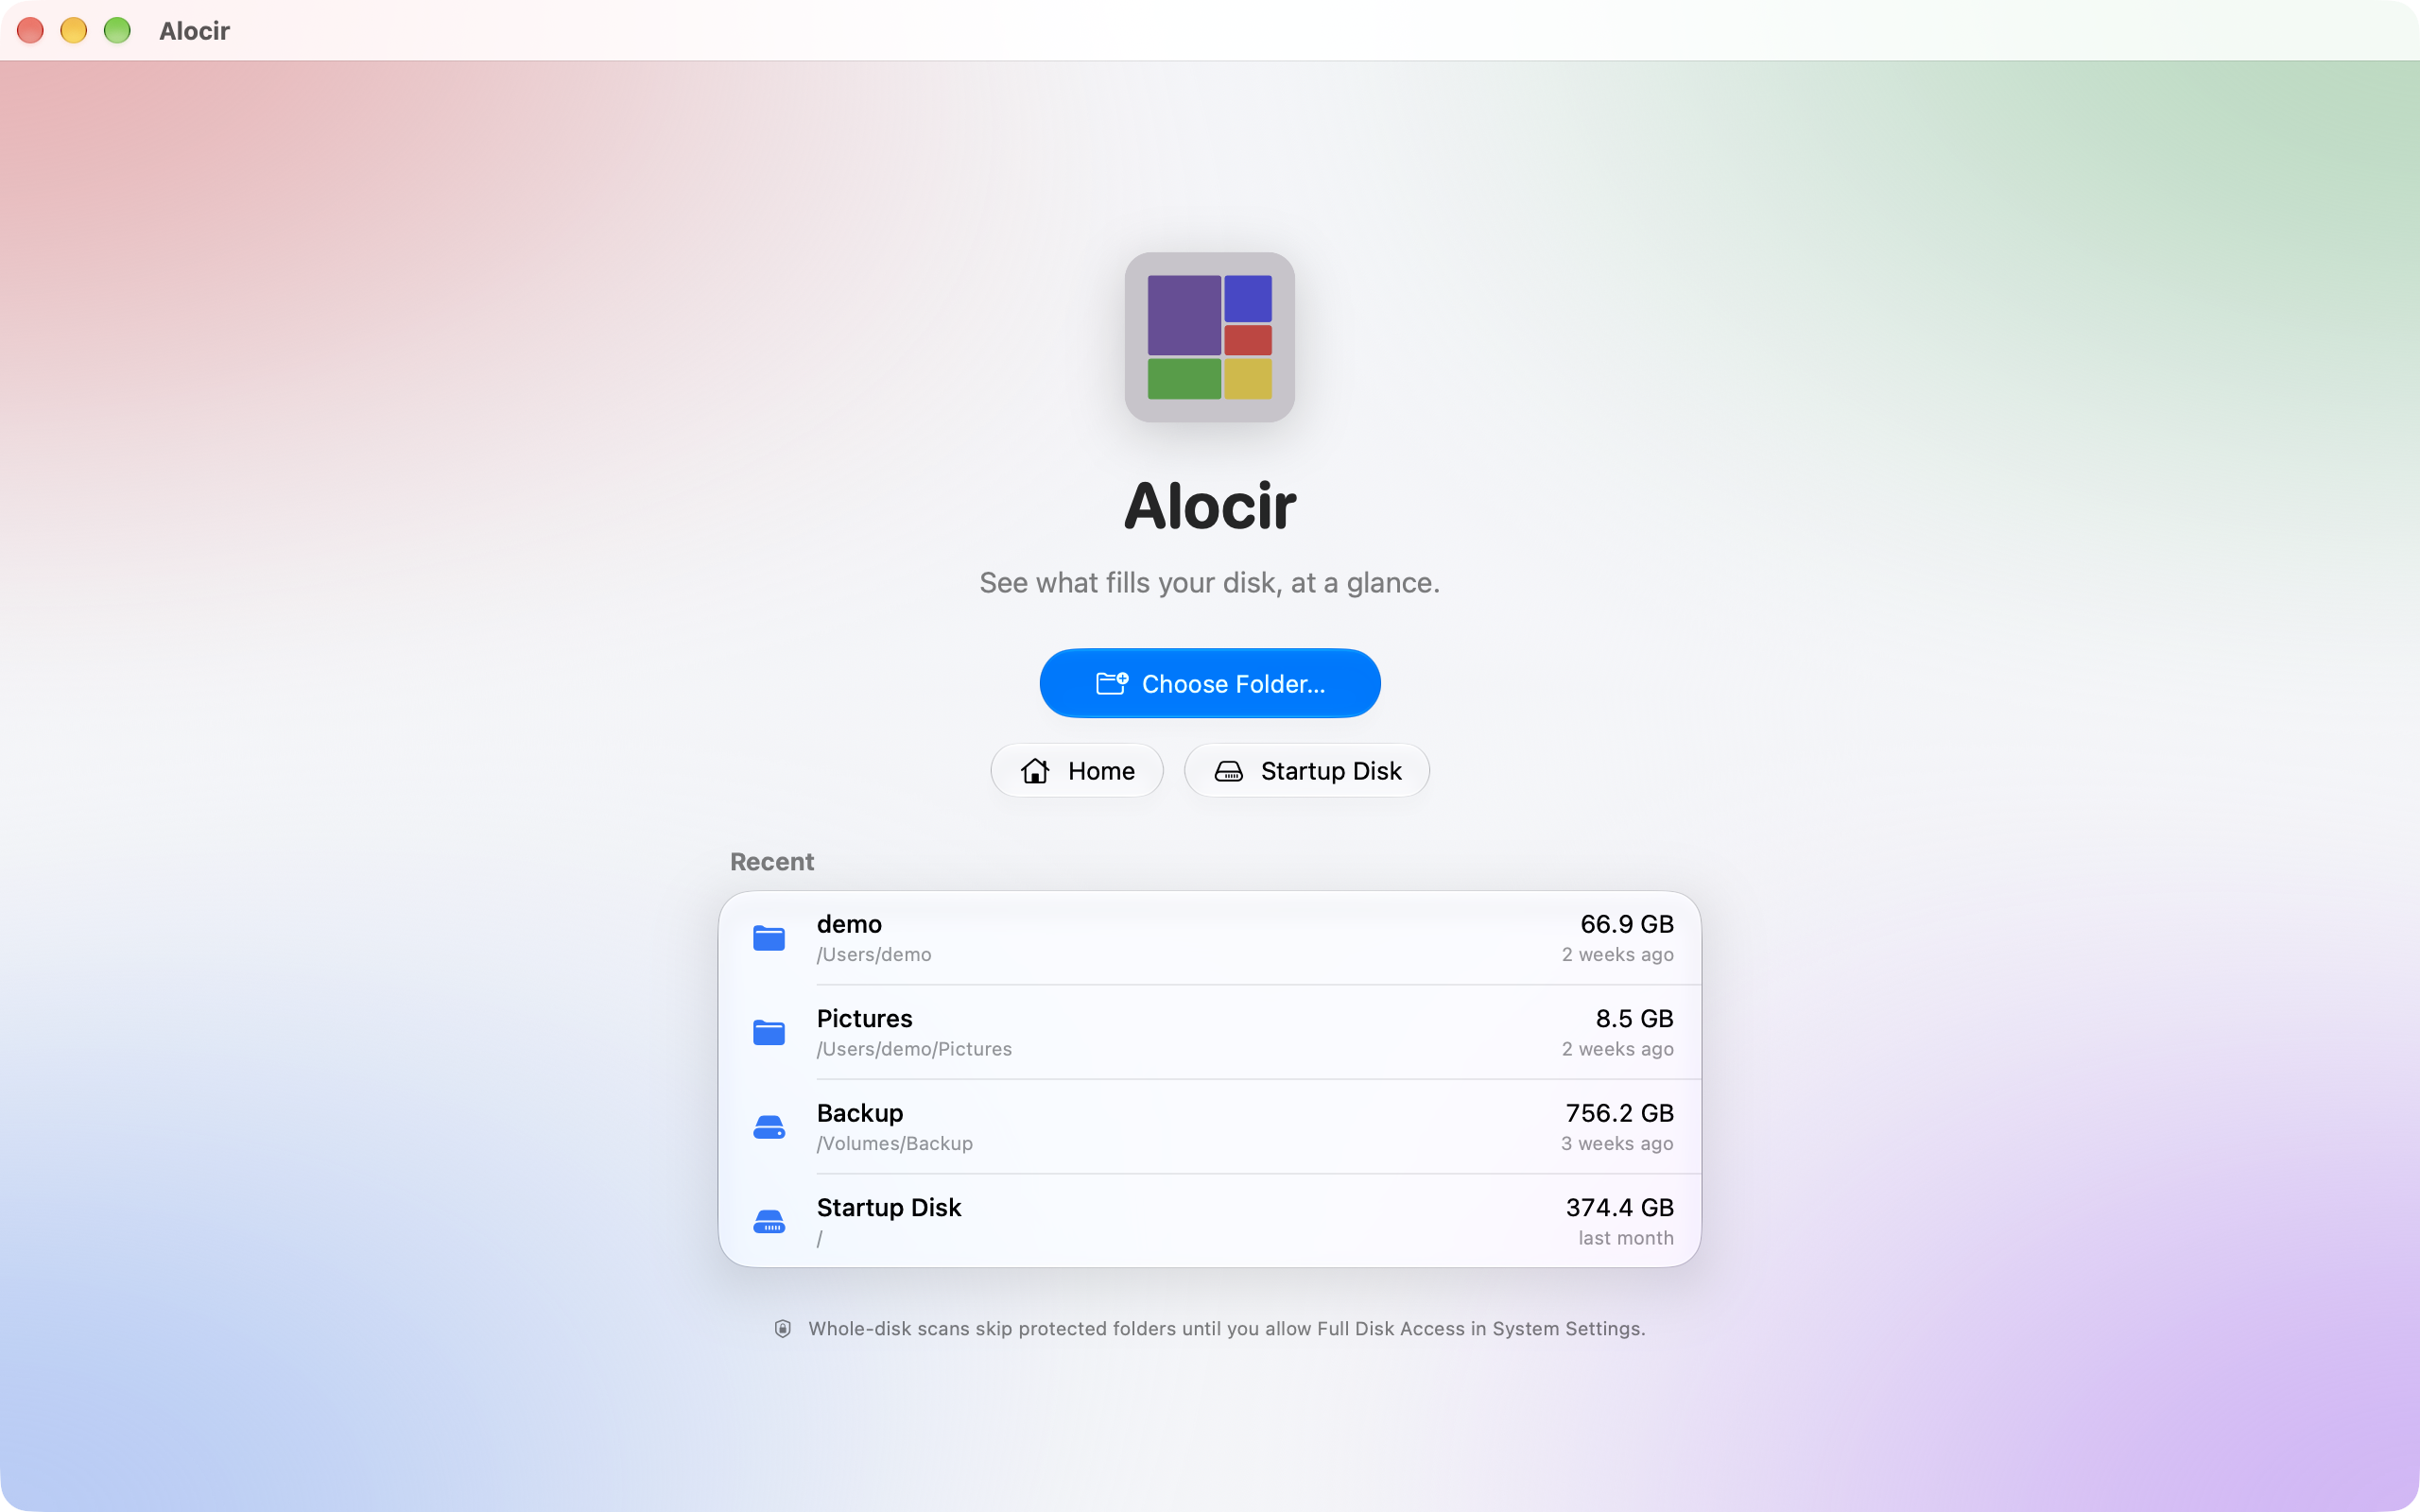 Alocir
Alocir
See what fills your disk, at a glance.
Choose Folder...
Home
Startup Disk
Recent
demo
66.9 GB
/Users/demo
2 weeks ago
Pictures
8.5 GB
/Users/demo/Pictures
2 weeks ago
Backup
756.2 GB
/Volumes/Backup
3 weeks ago
Startup Disk
374.4 GB
/
last month
Whole-disk scans skip protected folders until you allow Full Disk Access in System Settings.